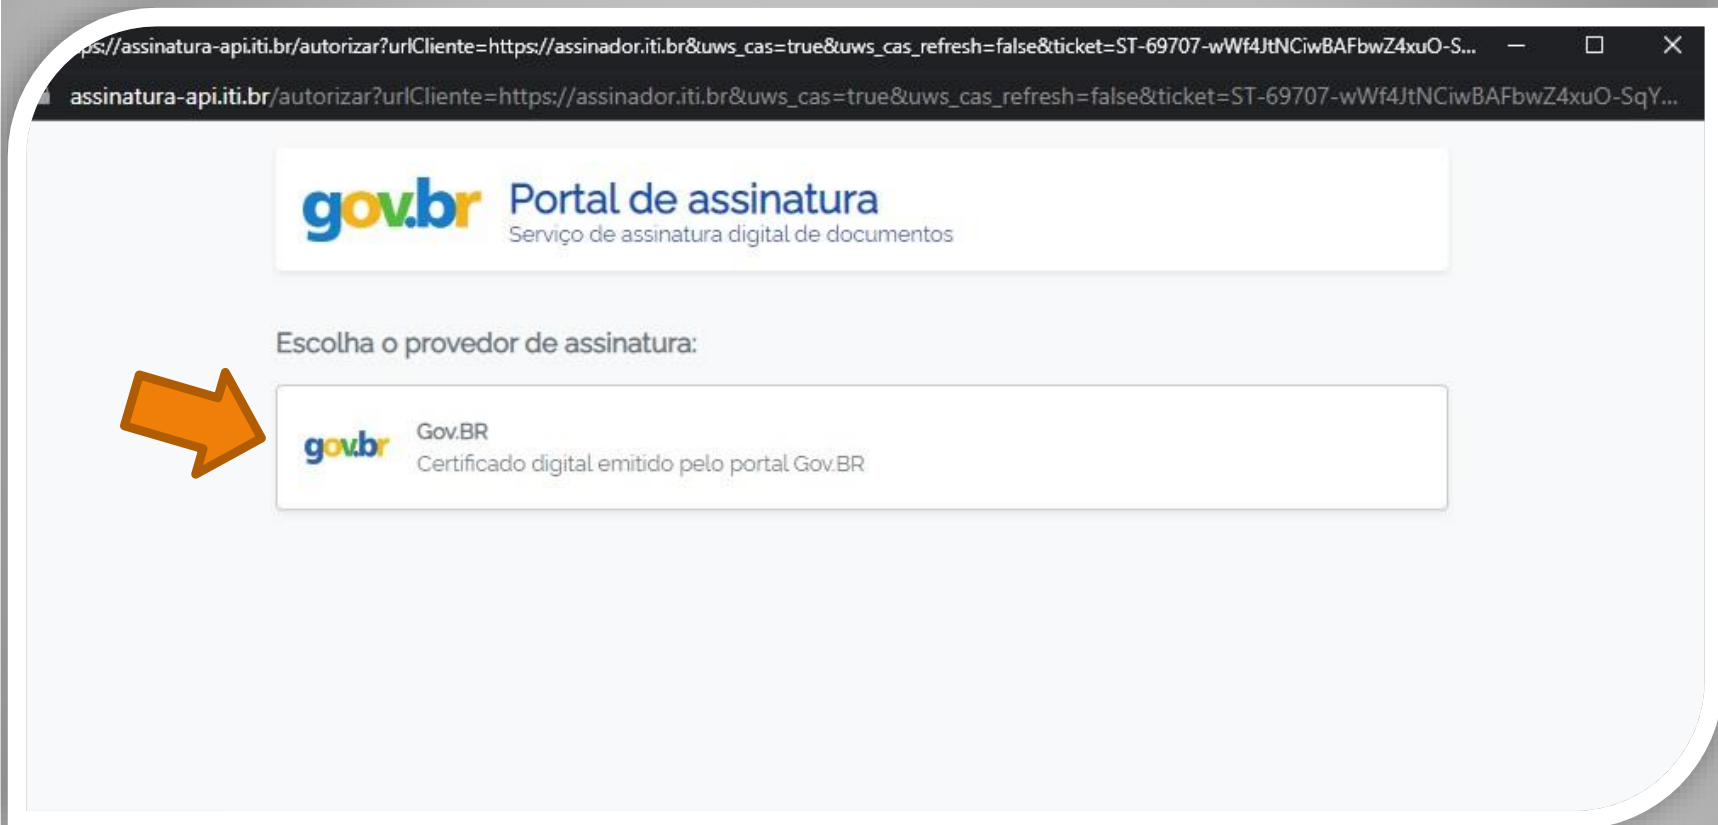 ps://assinatura-api.iti.br/autorizar?urlCliente=https://assinador.iti.br&uws_cas=true&uws_cas_refresh=false&ticket=ST-69707-wWf4JtNCiwBAFbwZ4xuO-S...
assinatura-api.iti.br/autorizar?urlCliente=https://assinador.iti.br&uws_cas=true&uws_cas_refresh=false&ticket=ST-69707-wWf4JtNCiwBAFbwZ4xuO-SqY...
gov.br
Portal de assinatura
Serviço de assinatura digital de documentos
Escolha o provedor de assinatura:
gov.br
Gov.BR
Certificado digital emitido pelo portal Gov.BR